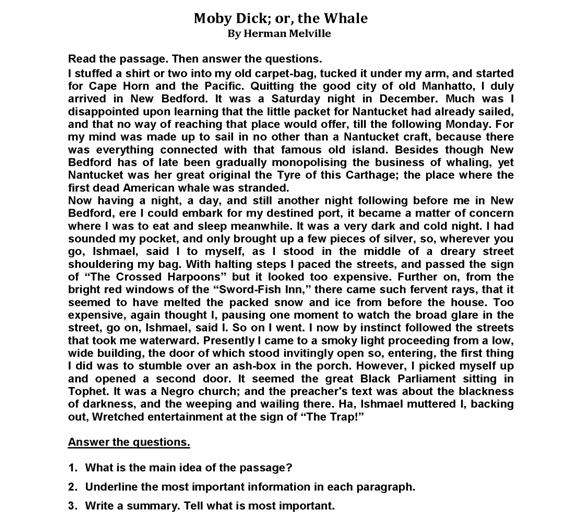 Moby Dick; or, the Whale
By Herman Melville
Read the passage. Then answer the questions.
I stuffed a shirt or two into my old carpet-bag, tucked it under my arm, and started
for Cape Horn and the Pacific. Quitting the good city of old Manhatto, I duly
arrived in New Bedford. It was a Saturday night in December. Much was I
disappointed upon learning that the little packet for Nantucket had already sailed,
and that no way of reaching that place would offer, till the following Monday. For
my mind was made up to sail in no other than a Nantucket craft, because there
was everything connected with that famous old island. Besides though New
Bedford has of late been gradually monopolising the business of whaling, yet
Nantucket was her great original the Tyre of this Carthage; the place where the
first dead American whale was stranded.
Now having a night, a day, and still another night following before me in New
Bedford, ere I could embark for my destined port, it became a matter of concern
where I was to eat and sleep meanwhile. It was a very dark and cold night. I had
sounded my pocket, and only brought up a few pieces of silver, so, wherever you
go, Ishmael, said I to myself, as I stood in the middle of a dreary street
shouldering my bag. With halting steps I paced the streets, and passed the sign
of “The Crossed Harpoons” but it looked too expensive. Further on, from the
bright red windows of the “Sword-Fish Inn,” there came such fervent rays, that it
seemed to have melted the packed snow and ice from before the house. Too
expensive, again thought I, pausing one moment to watch the broad glare in the
street, go on, Ishmael, said I. So on I went. I now by instinct followed the streets
that took me waterward. Presently I came to a smoky light proceeding from a low,
wide building, the door of which stood invitingly open so, entering, the first thing
I did was to stumble over an ash-box in the porch. However, I picked myself up
and opened a second door. It seemed the great Black Parliament sitting in
Tophet. It was a Negro church; and the preacher's text was about the blackness
of darkness, and the weeping and wailing there. Ha, Ishmael muttered I, backing
out, Wretched entertainment at the sign of “The Trap!”
Answer the questions.
1. What is the main idea of the passage?
2. Underline the most important information in each paragraph.
3. Write a summary. Tell what is most important.